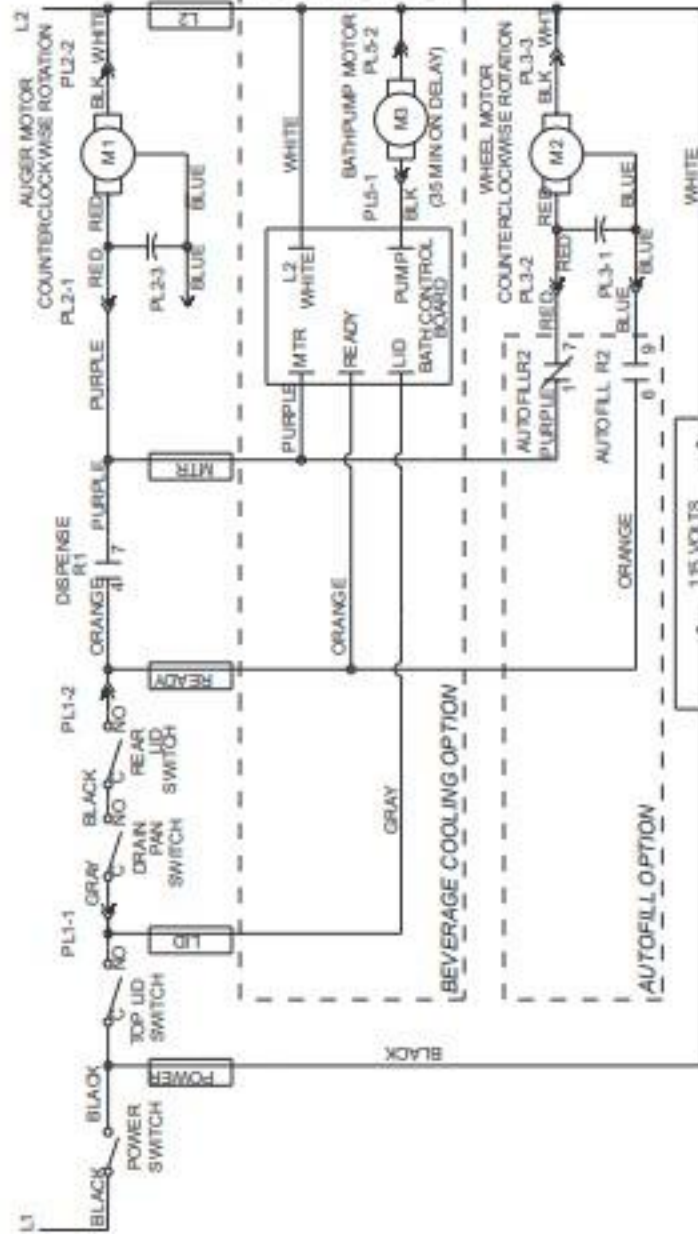 L1
BLACK
POWER
SWITCH
BLACK
POWER
C
NO
TOP LID
SWITCH
PL1-1
LID
GRAY
C
NO
DRAIN
PAN
SWITCH
BLACK
C
NO
REAR
LID
SWITCH
PL1-2
READY
ORANGE
DISPENSE
R1
4
7
PURPLE
MTR
PURPLE
PL2-1
RED
RED
AUGER MOTOR
COUNTERCLOCKWISE ROTATION
M1
PL2-3
BLUE
BLUE
BLK
PL2-2
WHITE
L2
L2
BLACK
BEVERAGE COOLING OPTION
GRAY
ORANGE
PURPLE
MTR
READY
LID
L2
WHITE
PUMP
BATH CONTROL
BOARD
WHITE
PL5-1
BLK
BATHPUMP MOTOR
M3
(35 MIN ON DELAY)
PL5-2
AUTOFILL OPTION
ORANGE
AUTOFILL R2
PURPLE
1
7
AUTOFILL R2
6
9
RED
PL3-2
RED
RED
BLUE
PL3-1
BLUE
BLUE
WHEEL MOTOR
COUNTERCLOCKWISE ROTATION
M2
BLK
PL3-3
WHT
WHITE
115 VOLTS